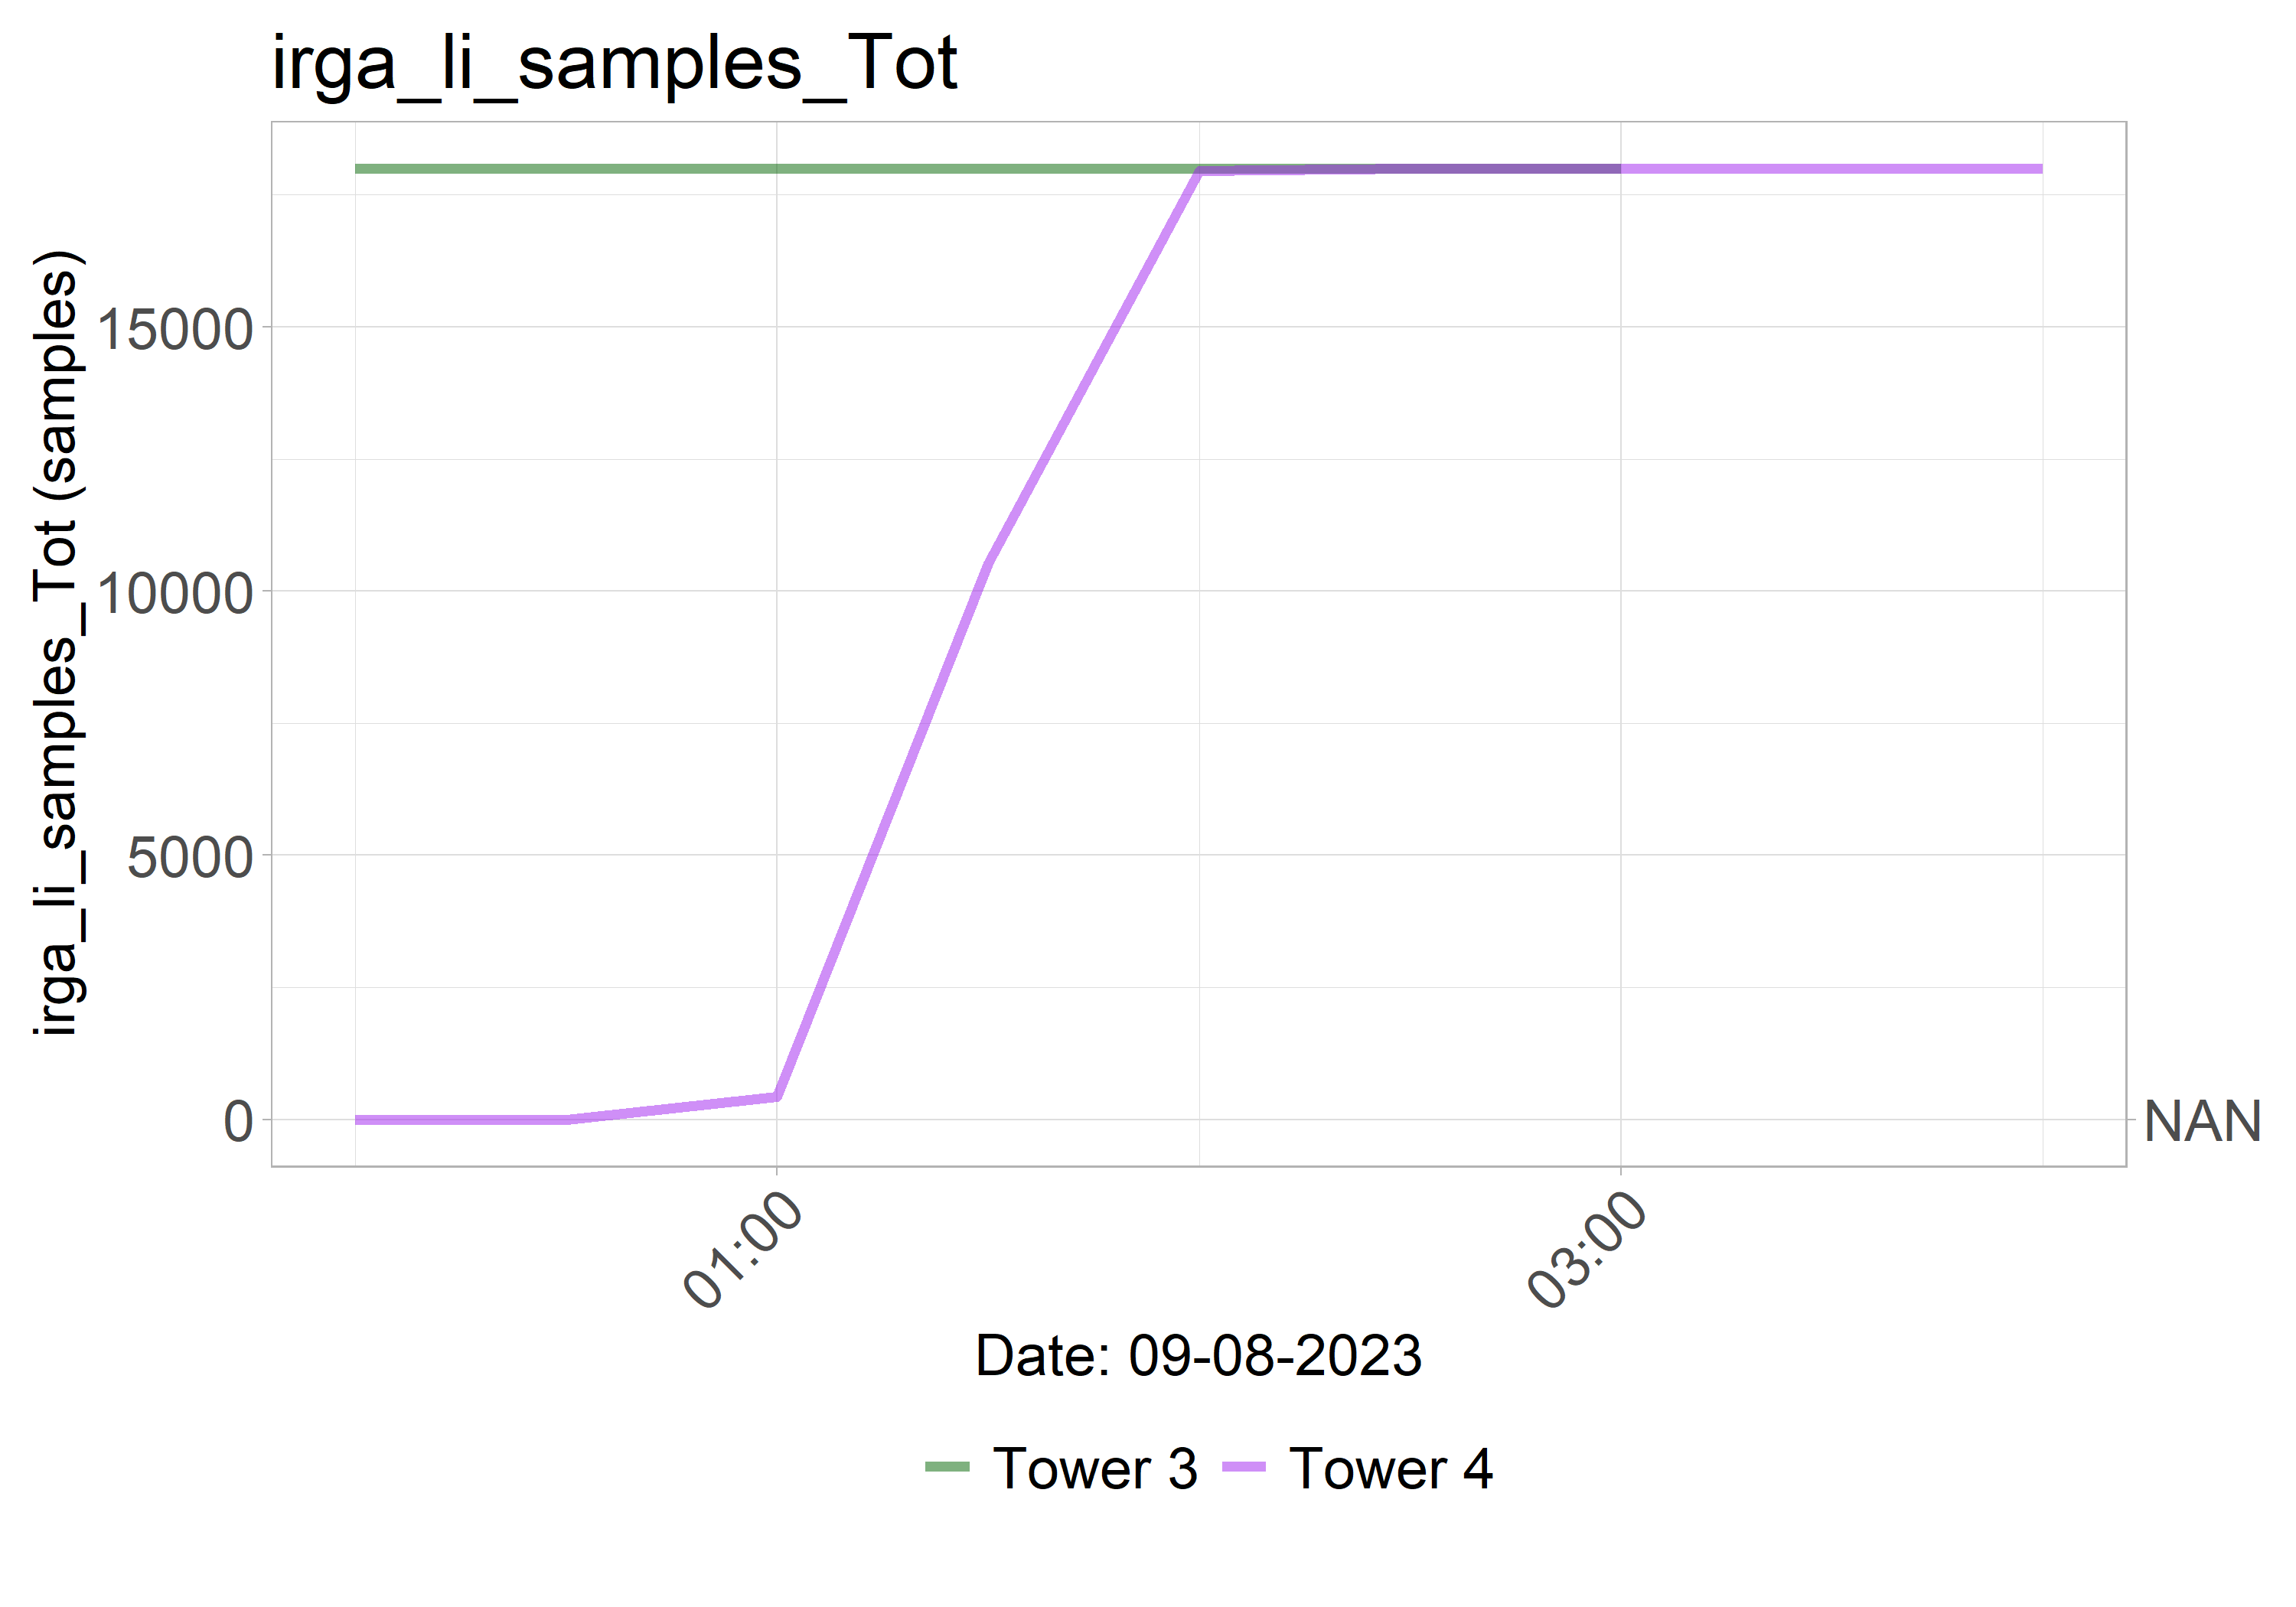 irga_li_samples_Tot
irga_li_samples_Tot (samples)
15000
10000
5000
0
NAN
01:00
03:00
Date: 09-08-2023
Tower 3
Tower 4